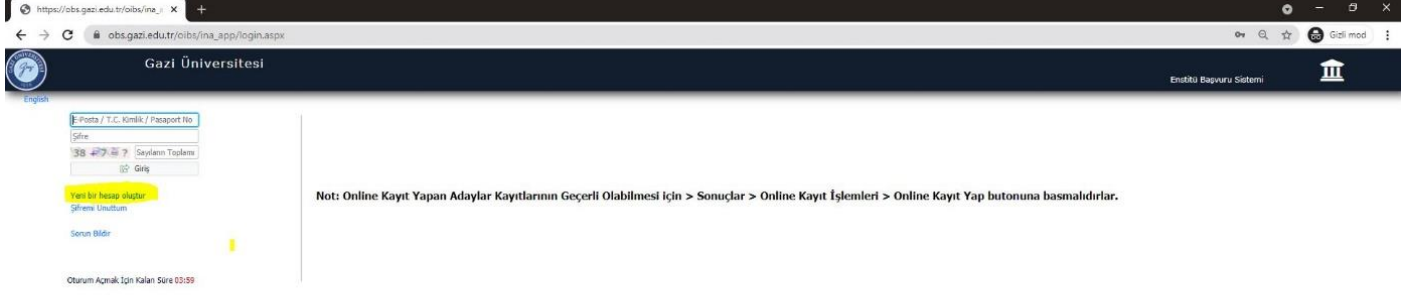 https://obs.gazi.edu.tr/oibs/ina_
obs.gazi.edu.tr/oibs/ina_app/login.aspx
Gizli mod
Gazi Üniversitesi
Enstitü Başvuru Sistemi
English
E-Posta / T.C. Kimlik / Pasaport No
Şifre
38 +7 = ? Sayıların Toplamı
Giriş
Yeni bir hesap oluştur
Şifremi Unuttum
Not: Online Kayıt Yapan Adaylar Kayıtlarının Geçerli Olabilmesi için > Sonuçlar > Online Kayıt İşlemleri > Online Kayıt Yap butonuna basmalıdırlar.
Sorun Bildir
Oturum Açmak İçin Kalan Süre 03:59